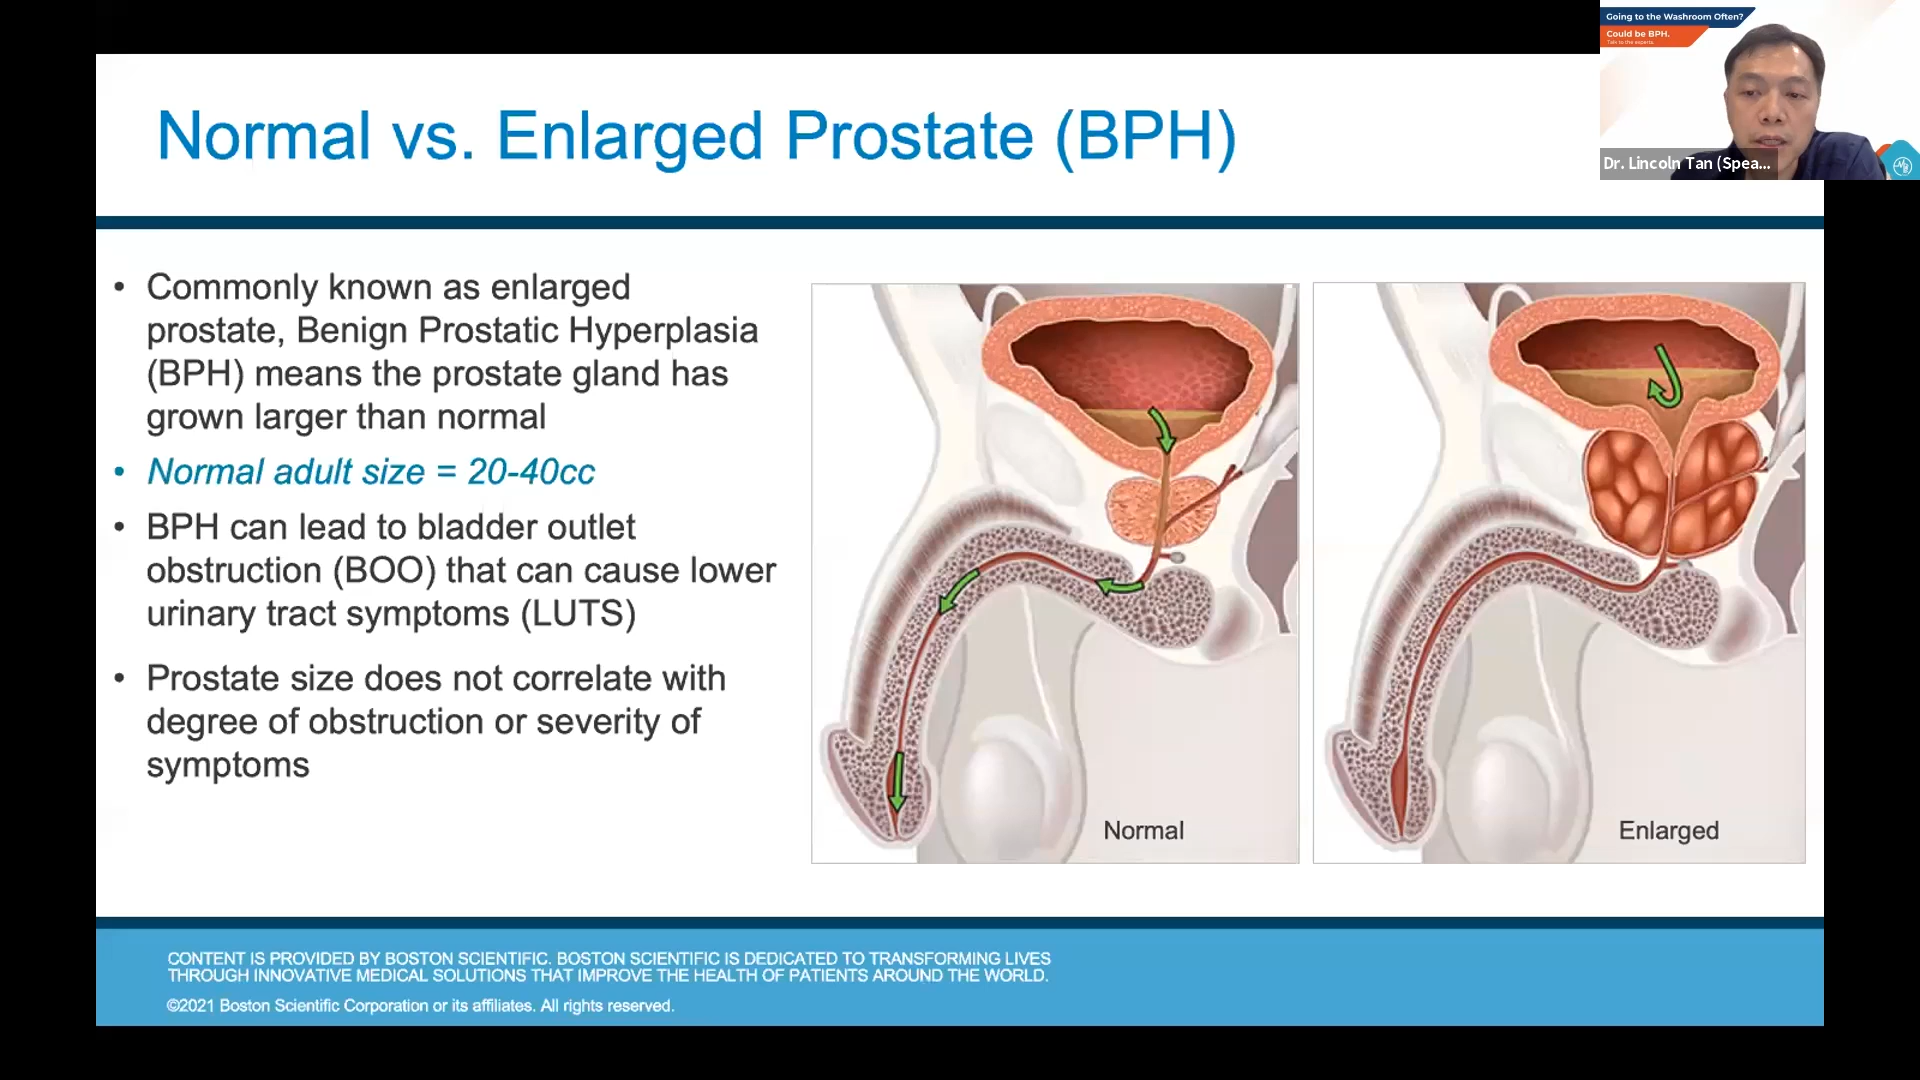 Going to the Washroom Often?
Could be BPH.
Talk to the experts.
Dr. Lincoln Tan (Spea...
Normal vs. Enlarged Prostate (BPH)
• Commonly known as enlarged
prostate, Benign Prostatic Hyperplasia
(BPH) means the prostate gland has
grown larger than normal
• Normal adult size = 20-40cc
• BPH can lead to bladder outlet
obstruction (BOO) that can cause lower
urinary tract symptoms (LUTS)
• Prostate size does not correlate with
degree of obstruction or severity of
symptoms
Normal
Enlarged
CONTENT IS PROVIDED BY BOSTON SCIENTIFIC. BOSTON SCIENTIFIC IS DEDICATED TO TRANSFORMING LIVES
THROUGH INNOVATIVE MEDICAL SOLUTIONS THAT IMPROVE THE HEALTH OF PATIENTS AROUND THE WORLD.
©2021 Boston Scientific Corporation or its affiliates. All rights reserved.